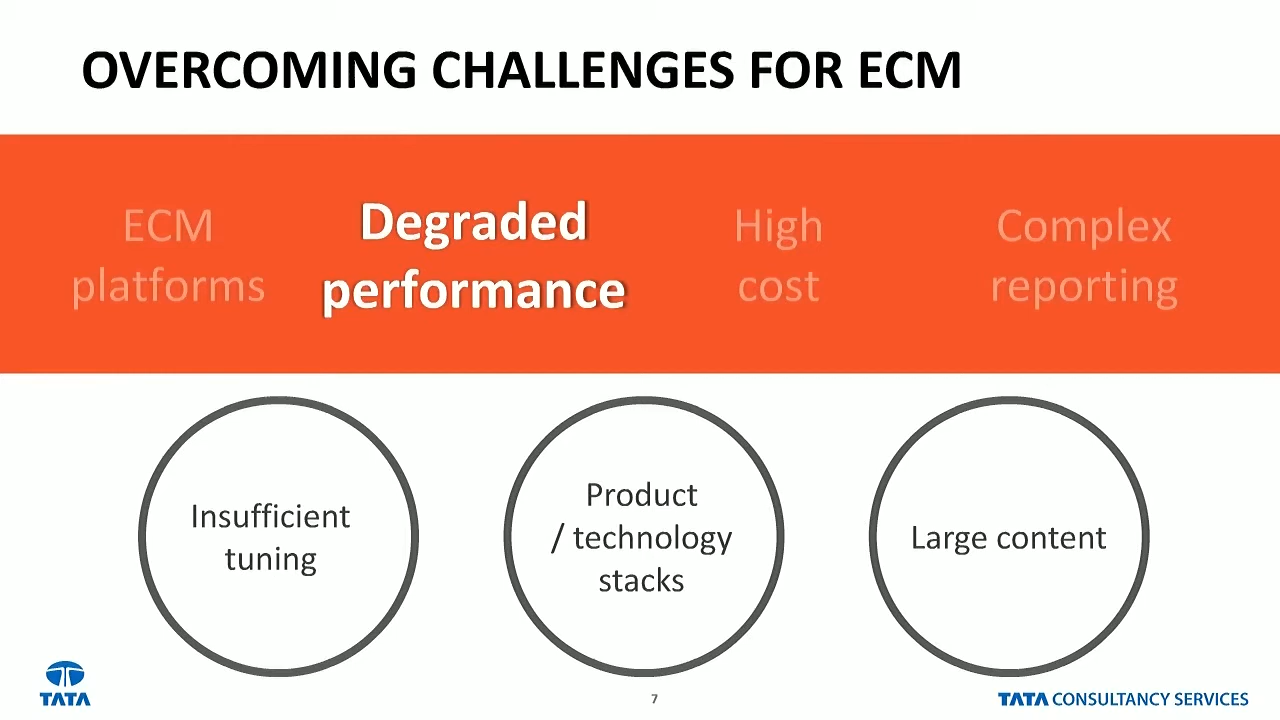 OVERCOMING CHALLENGES FOR ECM
ECM
platforms
Degraded
performance
High
cost
Complex
reporting
Insufficient
tuning
Product
/ technology
stacks
Large content
TATA
7
TATA CONSULTANCY SERVICES